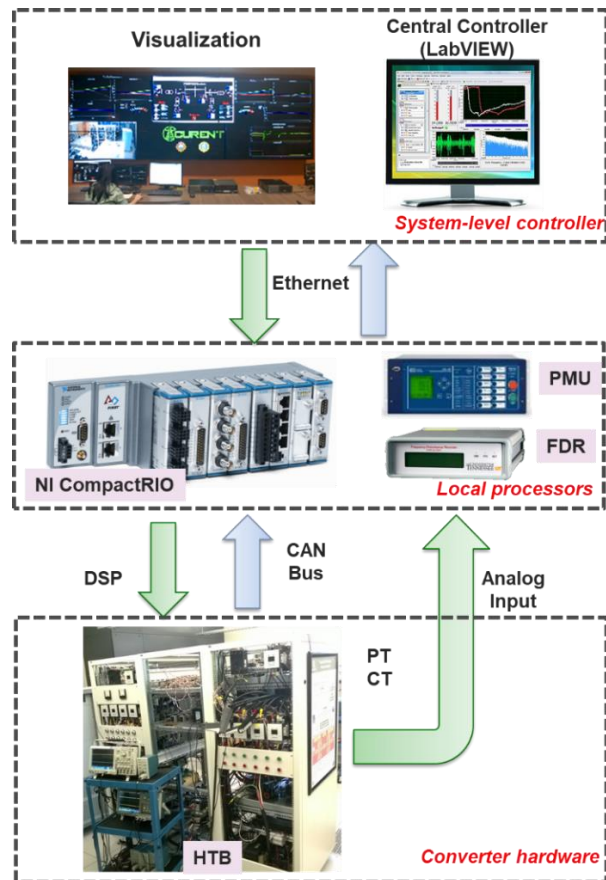 Visualization
Central Controller
(LabVIEW)
CURENT
System-level controller
Ethernet
PMU
FDR
NI CompactRIO
Local processors
DSP
CAN
Bus
Analog
Input
PT
CT
HTB
Converter hardware